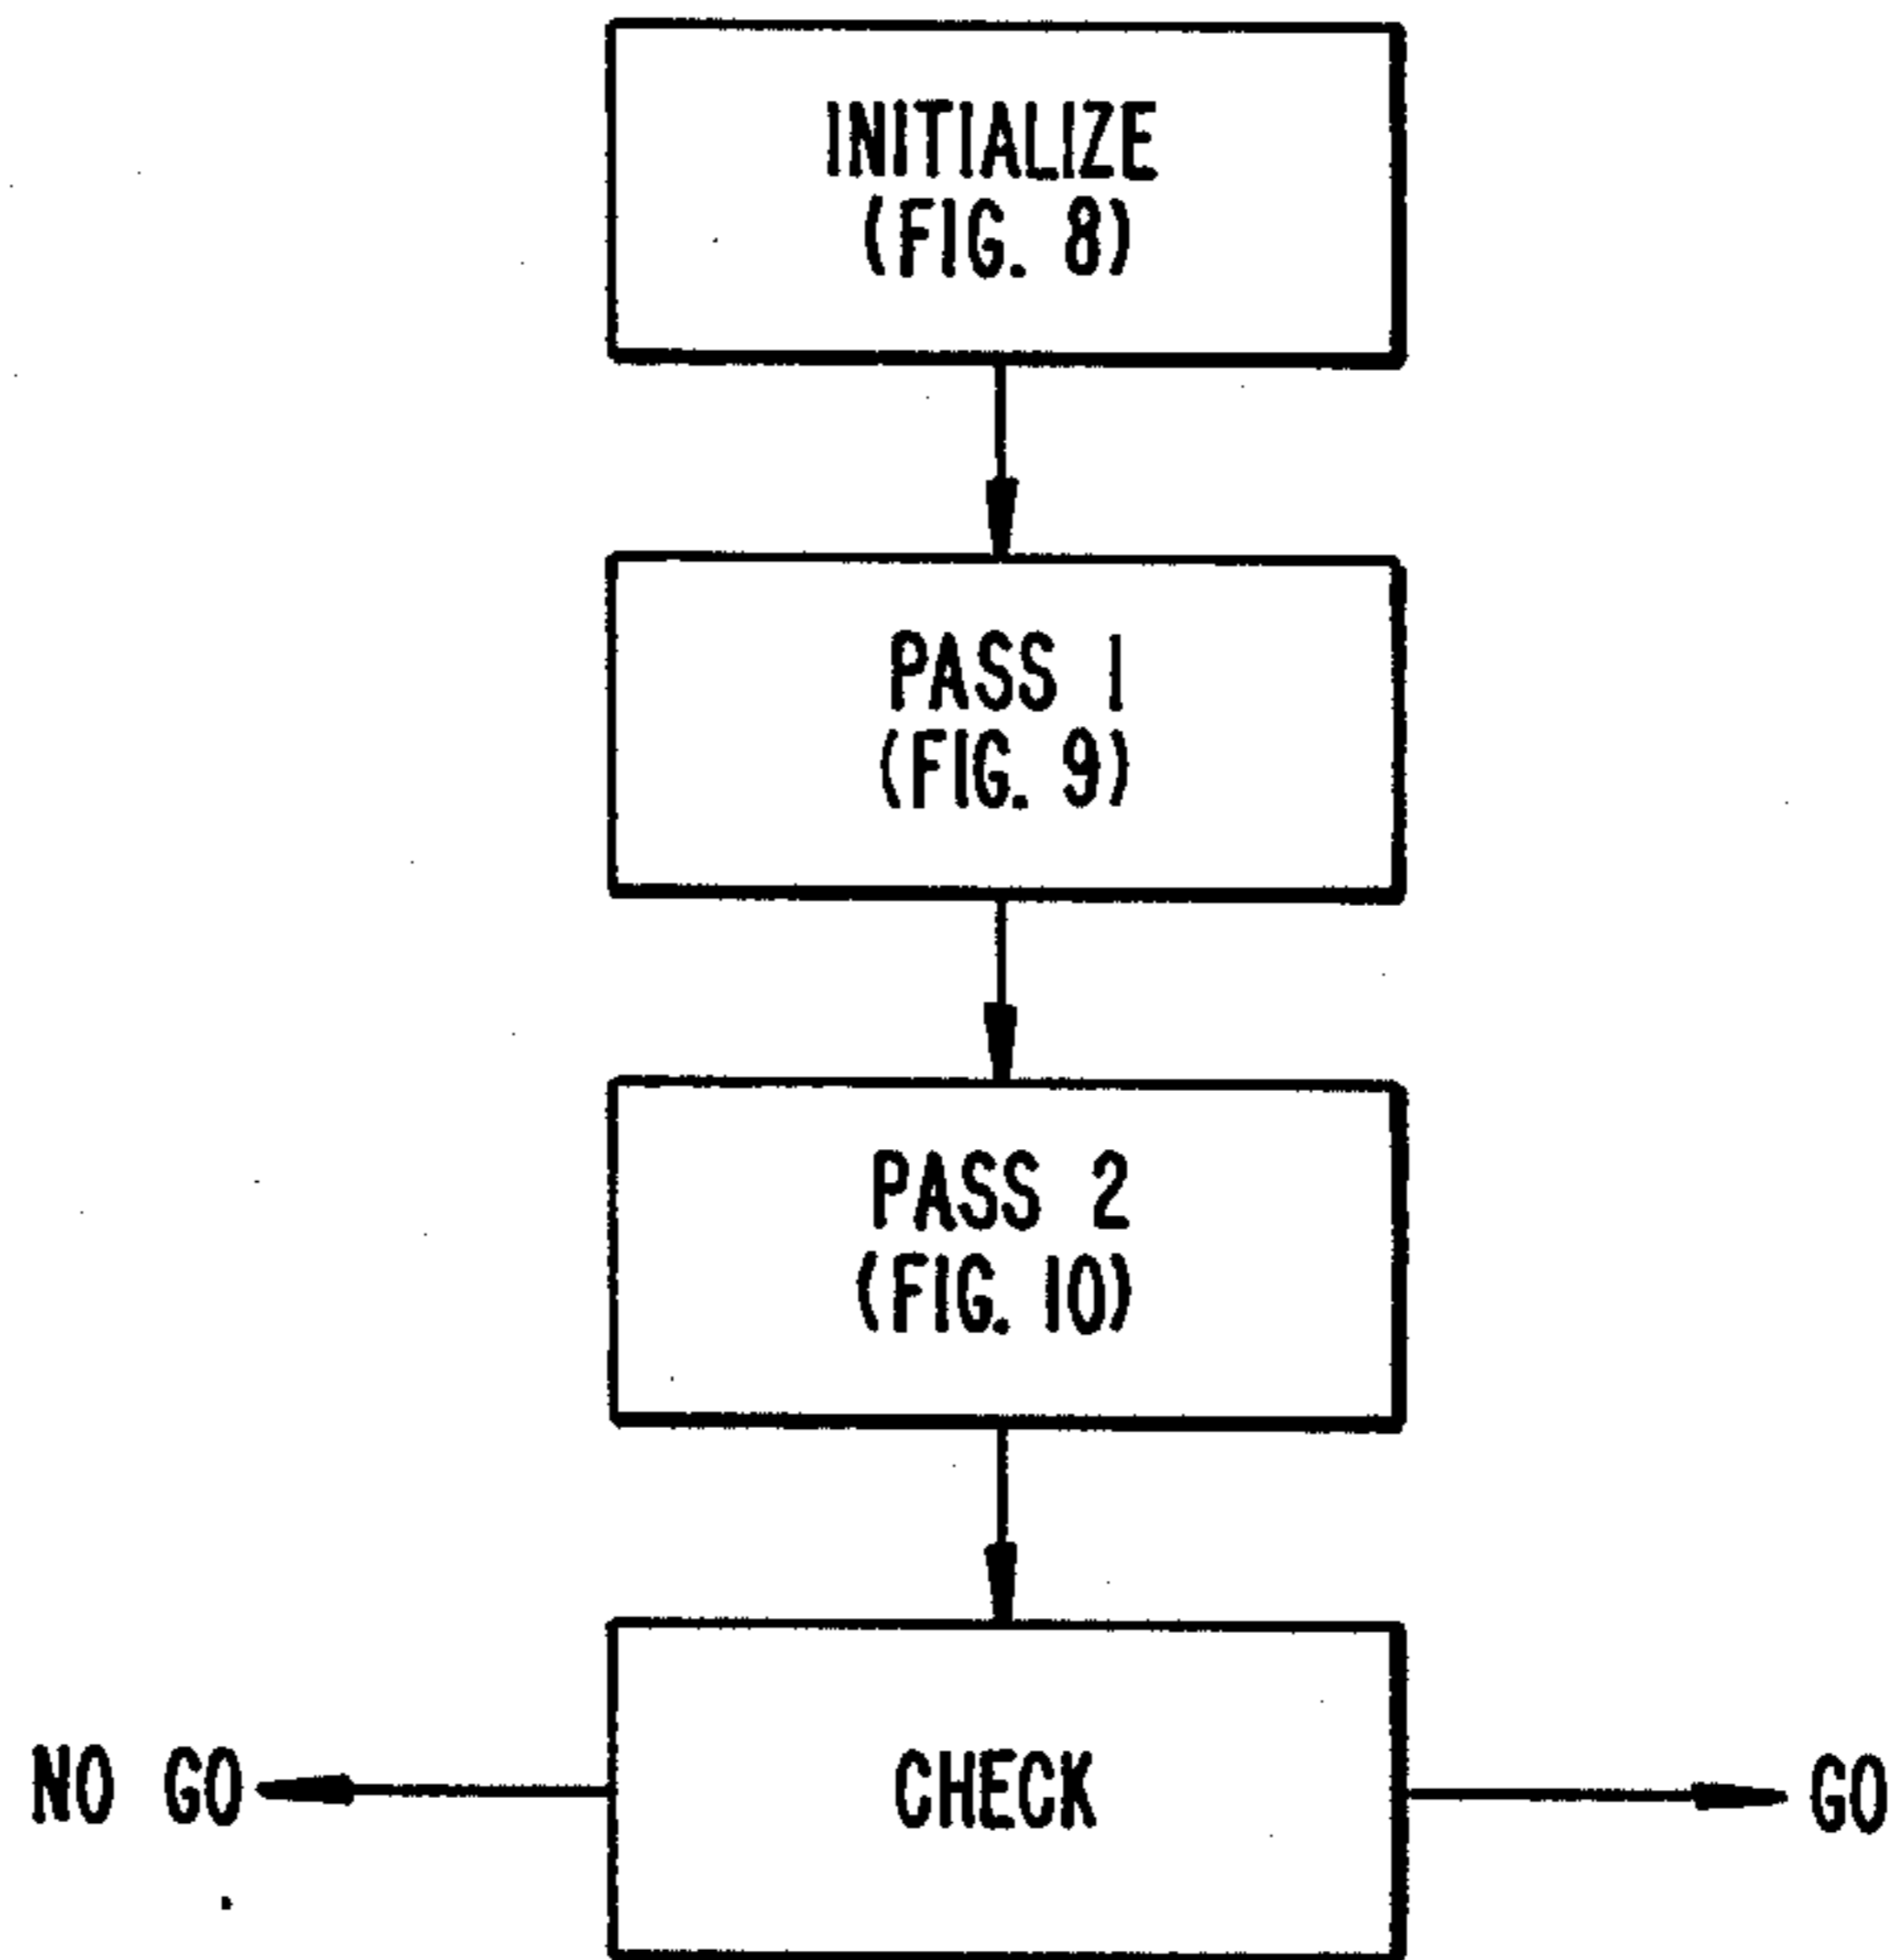 INITIALIZE
(FIG. 8)
PASS 1
(FIG. 9)
PASS 2
(FIG. 10)
NO GO
CHECK
GO